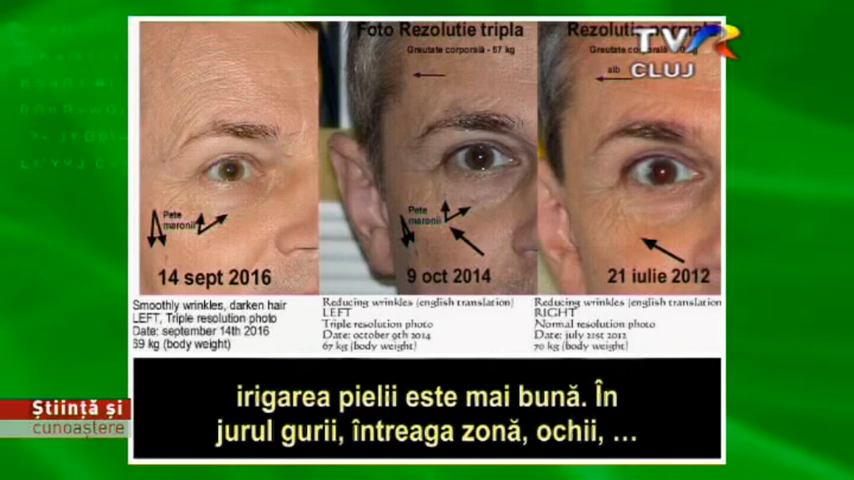 Foto Rezolutie tripla
Greutate corporală - 67 kg
Rezolutie normala
alb
TVR
CLUJ
Pete
maronii
Pete
maronii
14 sept 2016
9 oct 2014
21 iulie 2012
Smoothly wrinkles, darken hair
LEFT, Triple resolution photo
Date: september 14th 2016
69 kg (body weight)
Reducing wrinkles (english translation)
LEFT
Triple resolution photo
Date: october 9th 2014
67 kg (body weight)
Reducing wrinkles (english translation
RIGHT
Normal resolution photo
Date: july 21st 2012
70 kg (body weight)
irigarea pielii este mai bună. În
jurul gurii, întreaga zonă, ochii, ...
Știință și
cunoaștere